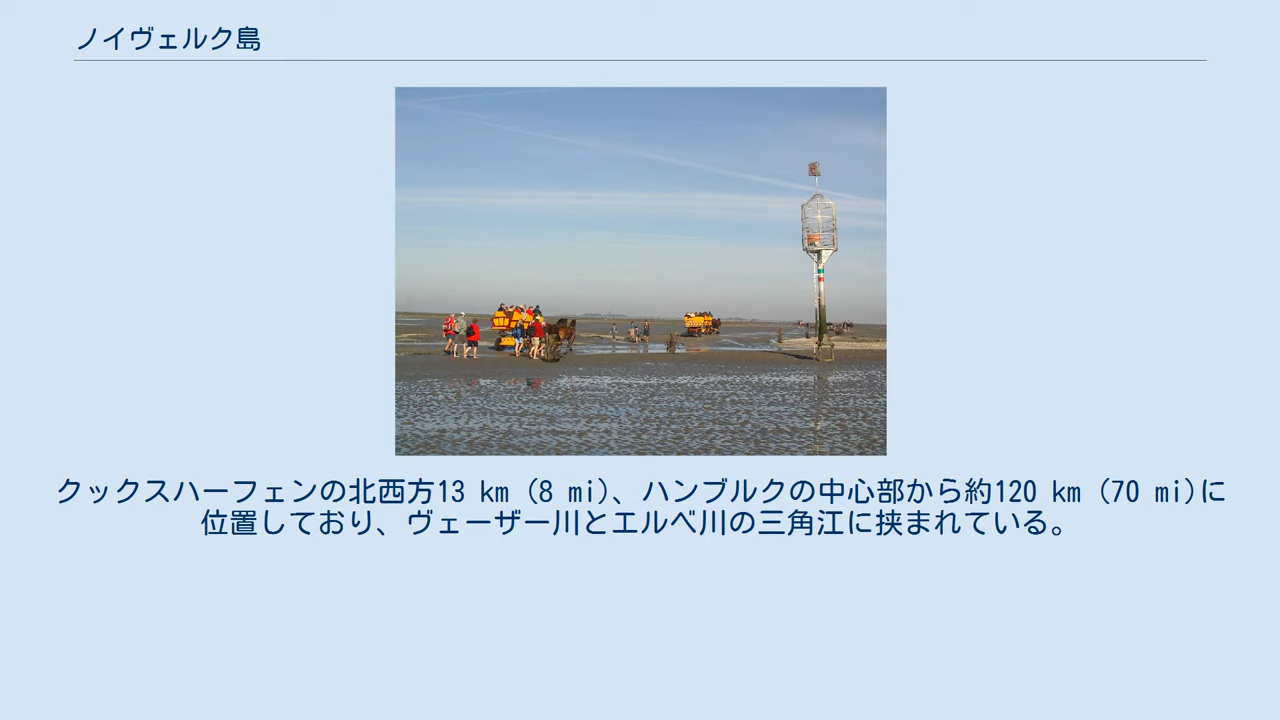 ノイヴェルク島
クックスハーフェンの北西方13 km (8 mi)、ハンブルクの中心部から約120 km (70 mi)に
位置しており、ヴェーザー川とエルベ川の三角江に挟まれている。